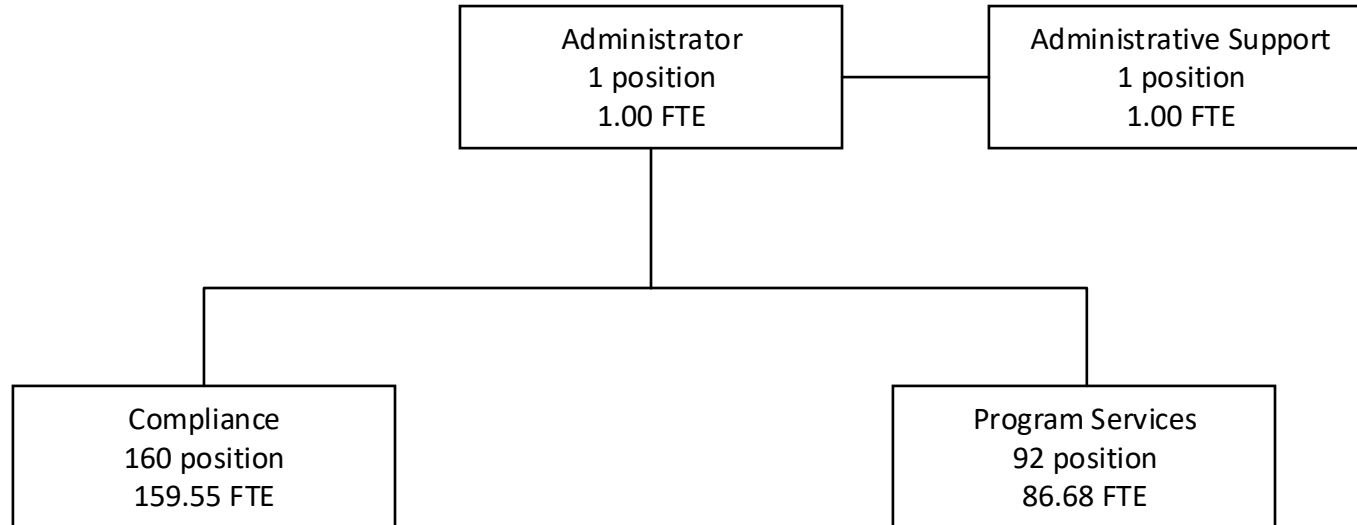 Administrator
1 position
1.00 FTE
Administrative Support
1 position
1.00 FTE
Compliance
160 position
159.55 FTE
Program Services
92 position
86.68 FTE